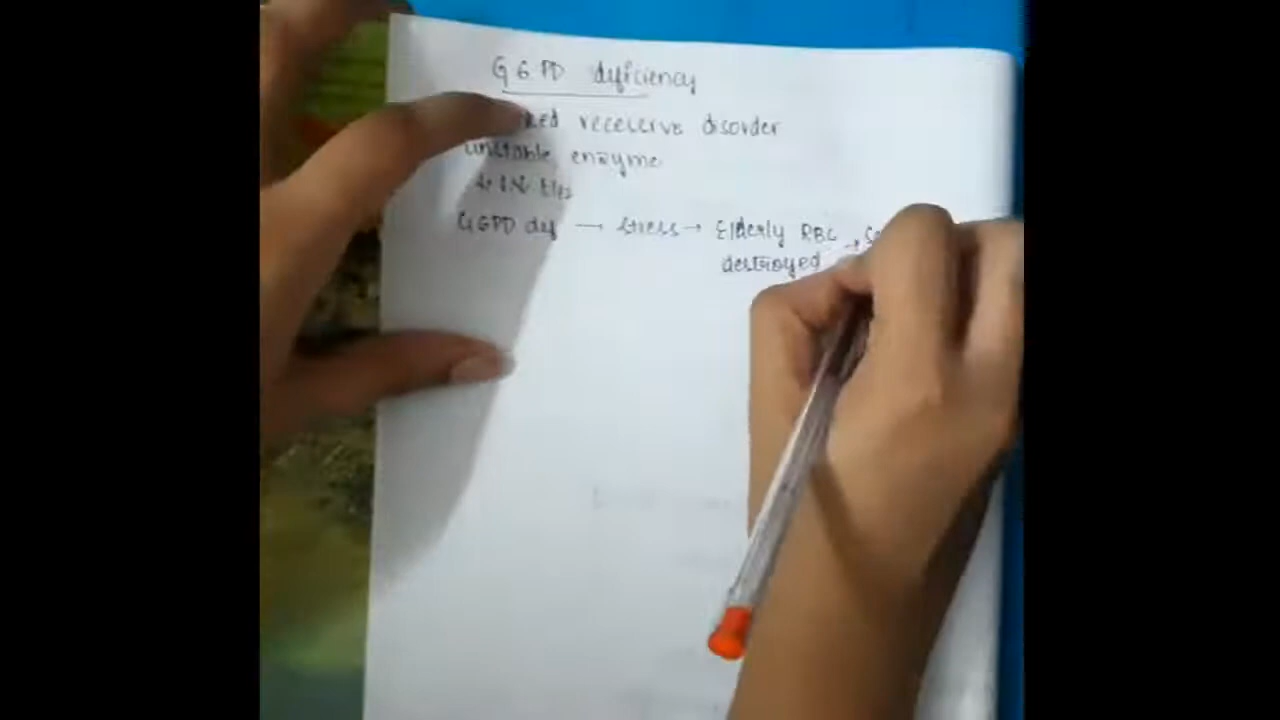 G6PD deficiency
recessive disorder
unstable enzyme
G6PD def → stress → Elderly RBC →
destroyed